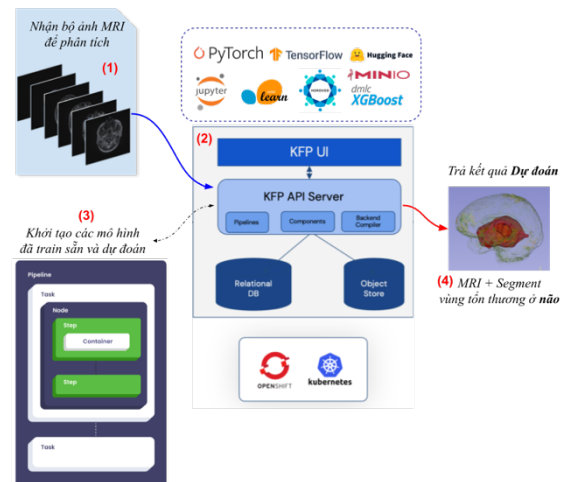 Nhận bộ ảnh MRI
để phân tích
(1)
PyTorch
TensorFlow
Hugging Face
jupyter
learn
MINIO
dmlc
XGBoost
(2)
KFP UI
KFP API Server
Pipelines
Components
Backend
Compiler
Relational
DB
Object
Store
OPENSHIFT
kubernetes
Trả kết quả Dự đoán
(4) MRI + Segment
vùng tổn thương ở não
(3)
Khởi tạo các mô hình
đã train sẵn và dự đoán
Pipeline
Task
Node
Step
Container
Step
Task